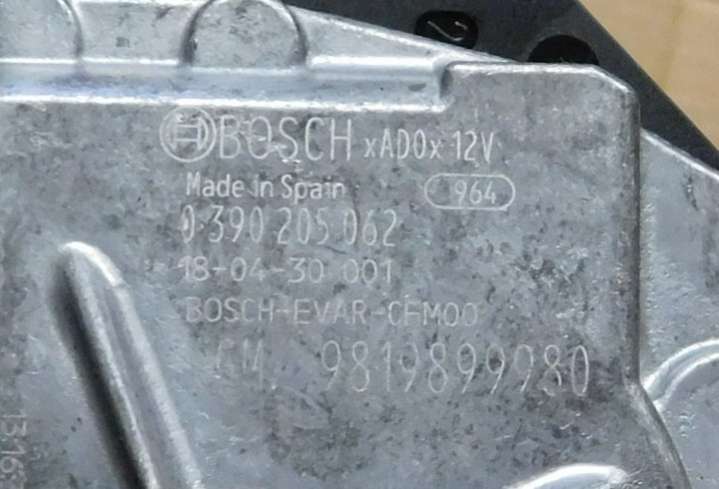 BOSCH xADOx 12V
Made in Spain 964
0 390 205 062
18-04-30 001
BOSCH-EVAR-CFM00
GM 9819899980